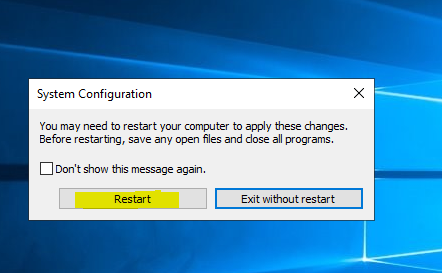 System Configuration
You may need to restart your computer to apply these changes.
Before restarting, save any open files and close all programs.
Don't show this message again.
Restart
Exit without restart